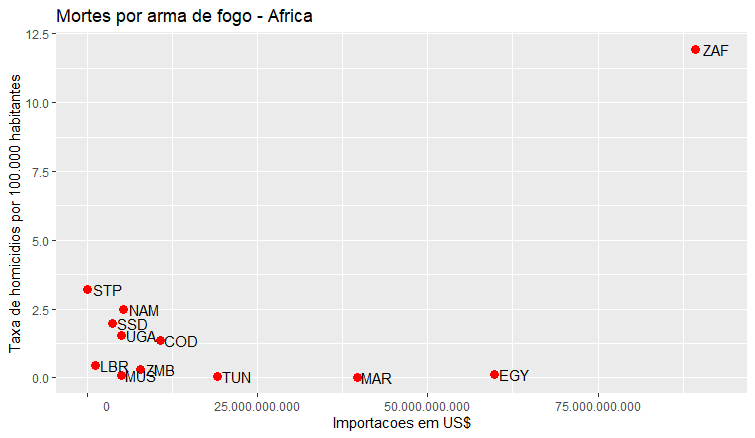 Mortes por arma de fogo - Africa
Taxa de homicidios por 100.000 habitantes
12.5
10.0
7.5
5.0
2.5
0.0
ZAF
STP
NAM
SSD
UGA
COD
LBR
ZMB
MUS
TUN
MAR
EGY
0
25.000.000.000
50.000.000.000
75.000.000.000
Importacoes em US$